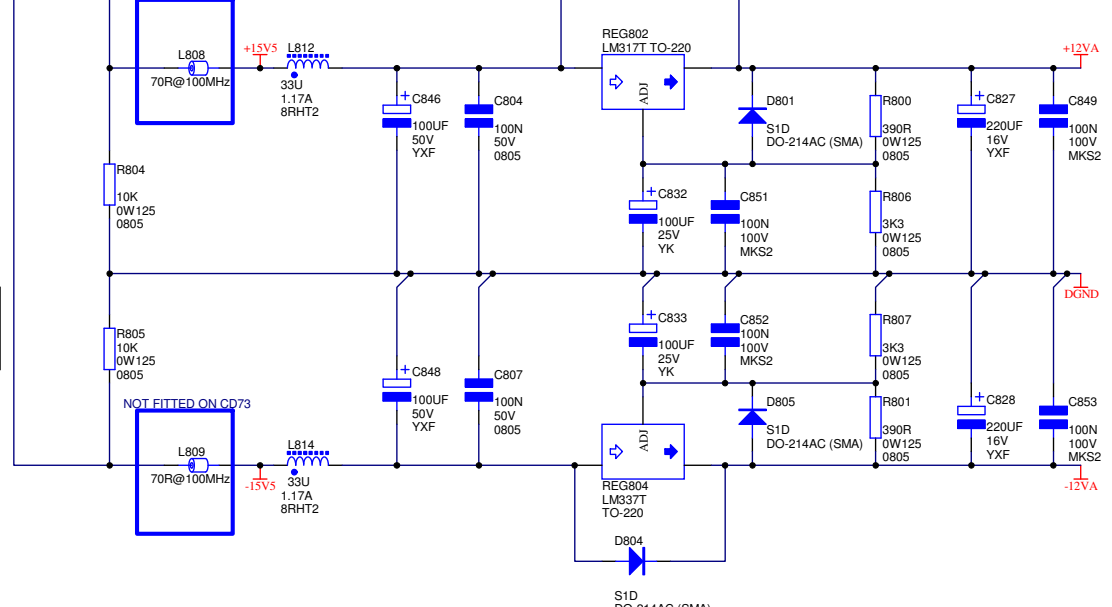 REG802
LM317T TO-220
L808
70R@100MHz
+15V5
L812
33U
1.17A
8RHT2
+12VA
ADJ
+
C846
100UF
50V
YXF
C804
100N
50V
0805
D801
S1D
DO-214AC (SMA)
R800
390R
0W125
0805
+
C827
220UF
16V
YXF
C849
100N
100V
MKS2
R804
10K
0W125
0805
+
C832
100UF
25V
YK
C851
100N
100V
MKS2
R806
3K3
0W125
0805
DGND
R805
10K
0W125
0805
+
C833
100UF
25V
YK
C852
100N
100V
MKS2
R807
3K3
0W125
0805
NOT FITTED ON CD73
+
C848
100UF
50V
YXF
C807
100N
50V
0805
D805
S1D
DO-214AC (SMA)
R801
390R
0W125
0805
+
C828
220UF
16V
YXF
C853
100N
100V
MKS2
L809
70R@100MHz
-15V5
L814
33U
1.17A
8RHT2
ADJ
REG804
LM337T
TO-220
-12VA
D804
S1D
DO-214AC (SMA)